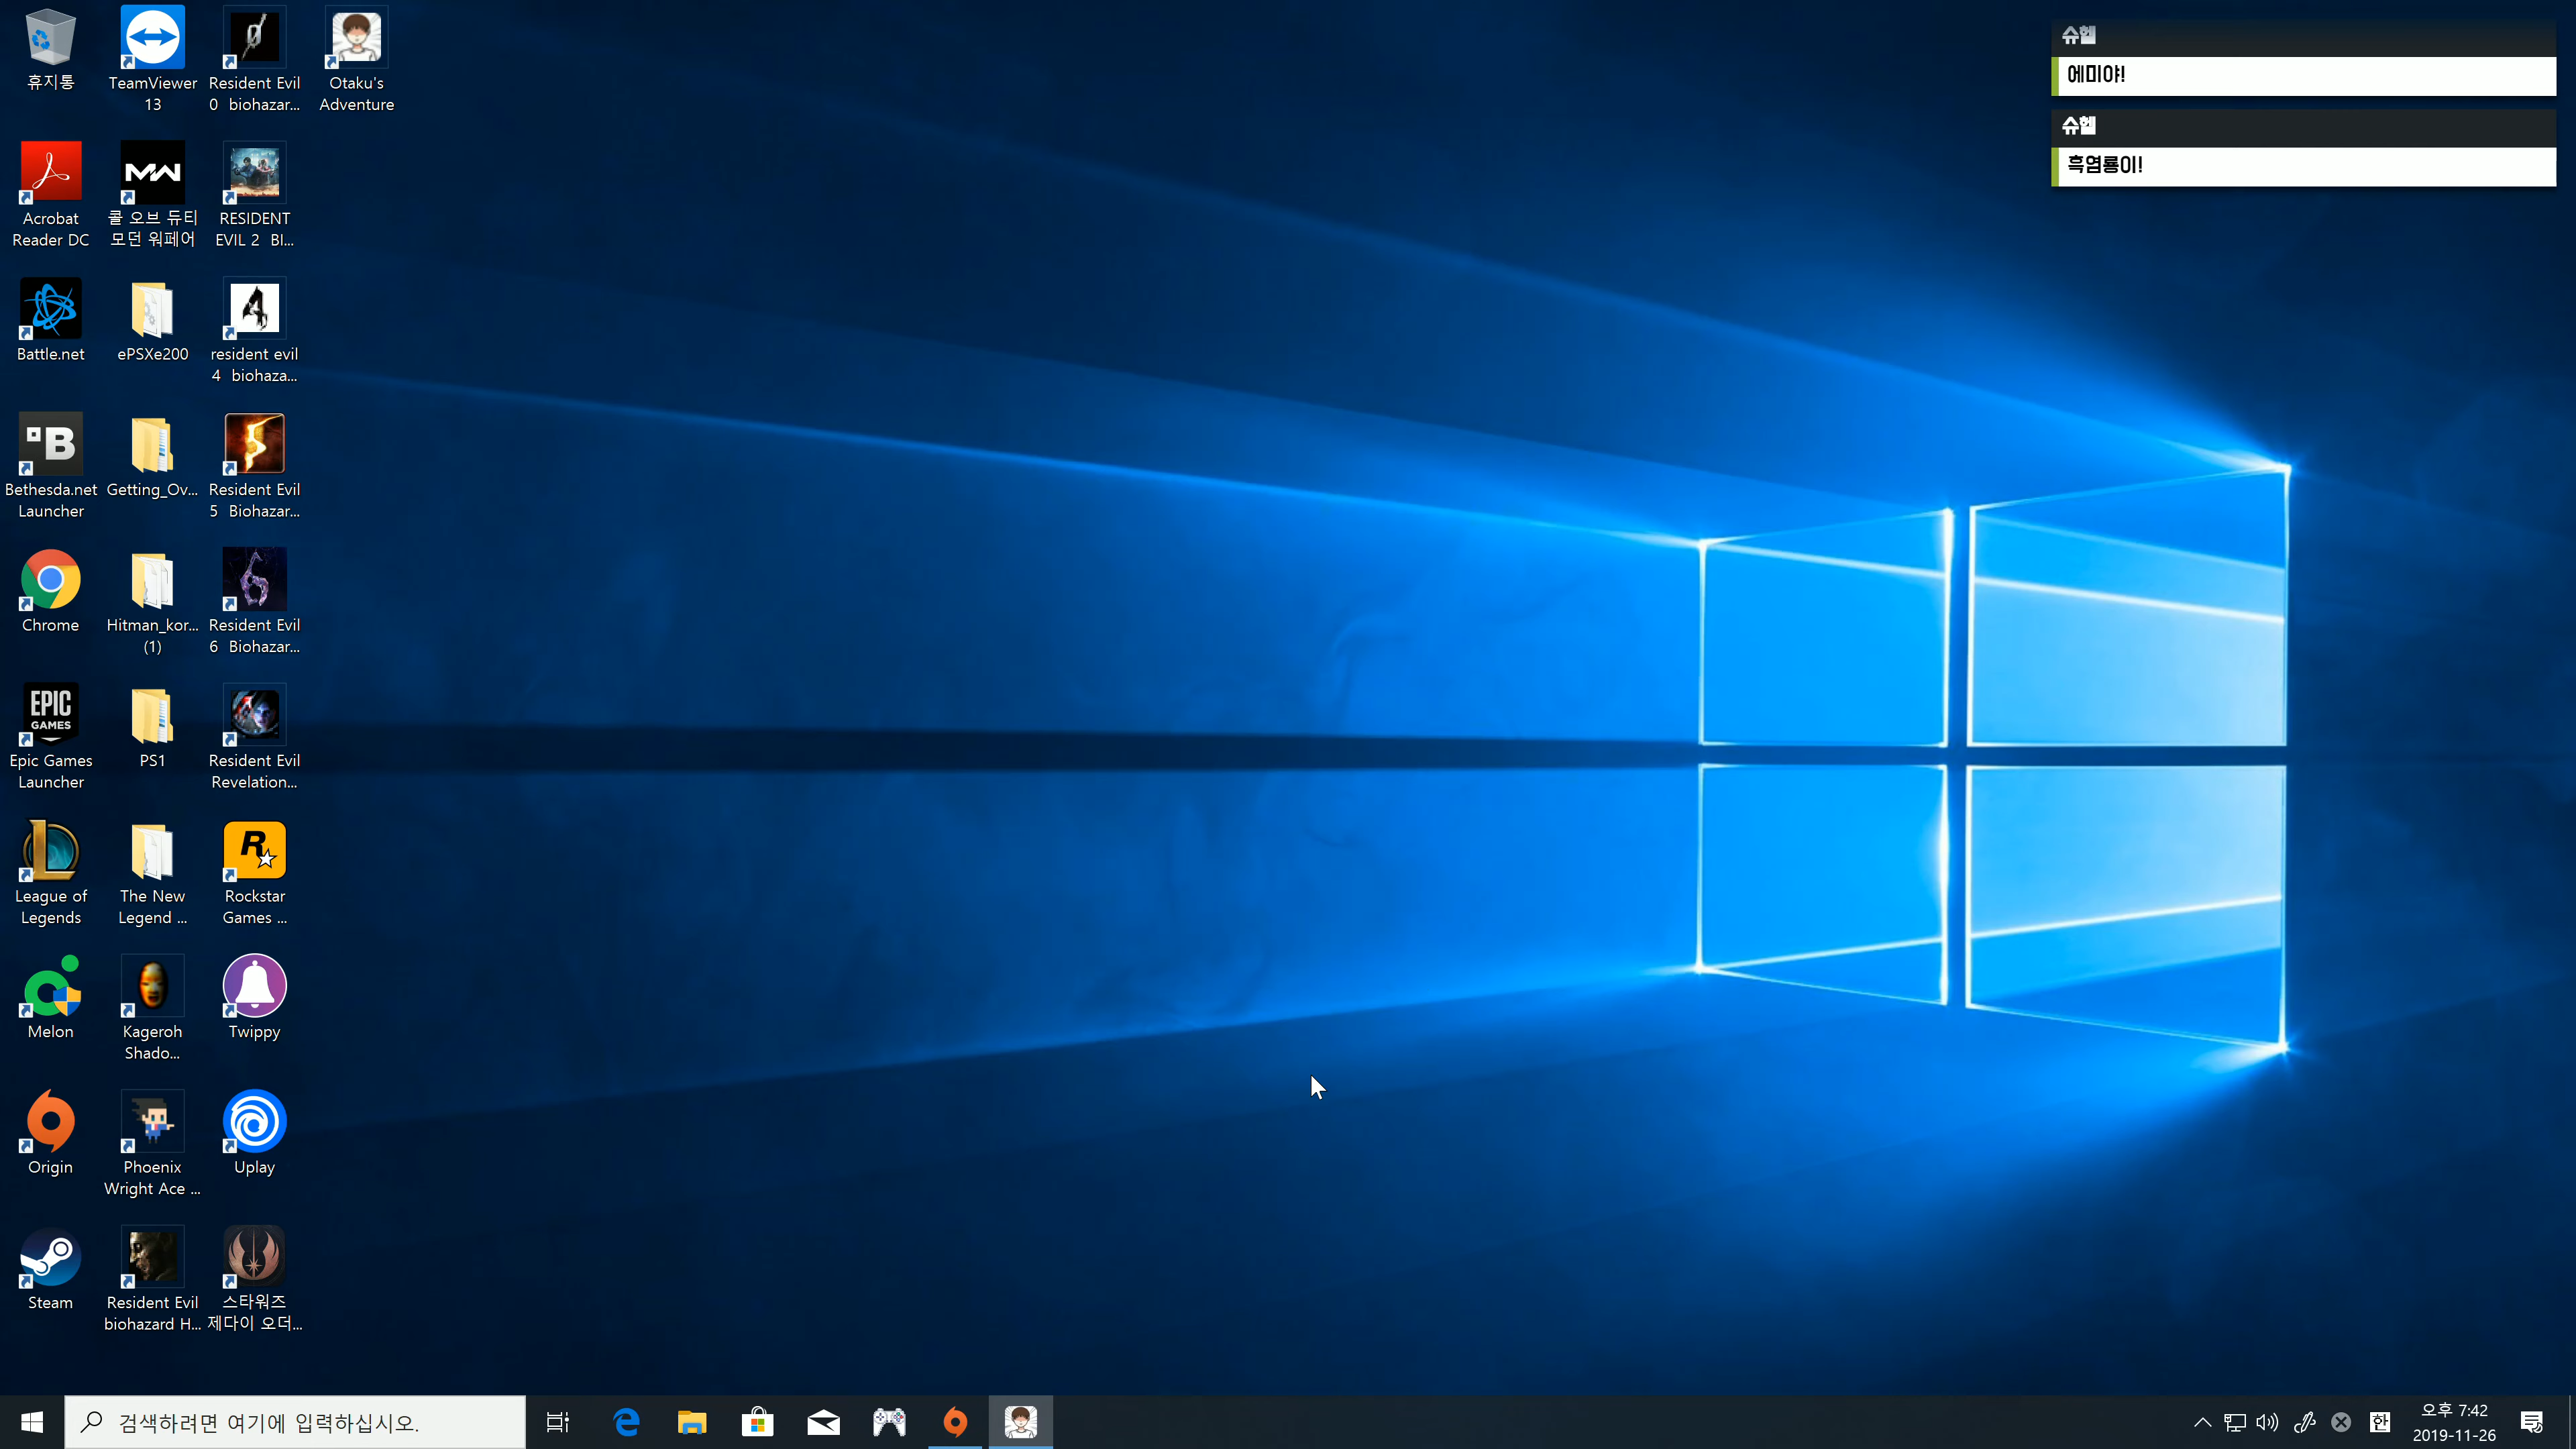 휴지통
TeamViewer
13
Resident Evil
0 biohazar...
Otaku's
Adventure
Acrobat
Reader DC
MW
콜 오브 듀티
모던 워페어
RESIDENT
EVIL 2 BI...
Battle.net
ePSXe200
resident evil
4 biohaza...
B
Bethesda.net
Launcher
Getting_Ov...
Resident Evil
5 Biohazar...
Chrome
Hitman_kor...
(1)
Resident Evil
6 Biohazar...
EPIC
GAMES
Epic Games
Launcher
PS1
Resident Evil
Revelation...
League of
Legends
The New
Legend ...
R
Rockstar
Games ...
Melon
Kageroh
Shado...
Twippy
Origin
Phoenix
Wright Ace ...
Uplay
Steam
Resident Evil
biohazard H...
스타워즈
제다이 오더...
슈헬
에미야!
슈헬
흑염룡이!
검색하려면 여기에 입력하십시오.
한
오후 7:42
2019-11-26